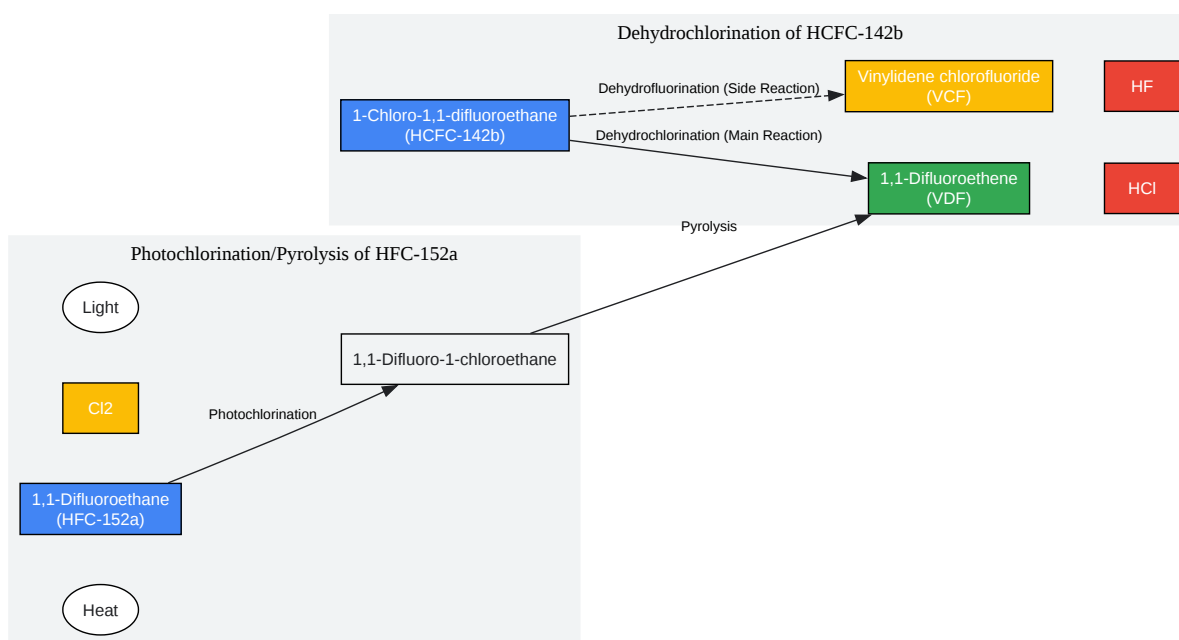 Dehydrochlorination of HCFC-142b
Vinylidene chlorofluoride
(VCF)
HF
Dehydrofluorination (Side Reaction)
1-Chloro-1,1-difluoroethane
(HCFC-142b)
Dehydrochlorination (Main Reaction)
1,1-Difluoroethene
(VDF)
HCl
Pyrolysis
Photochlorination/Pyrolysis of HFC-152a
Light
1,1-Difluoro-1-chloroethane
Cl2
Photochlorination
1,1-Difluoroethane
(HFC-152a)
Heat